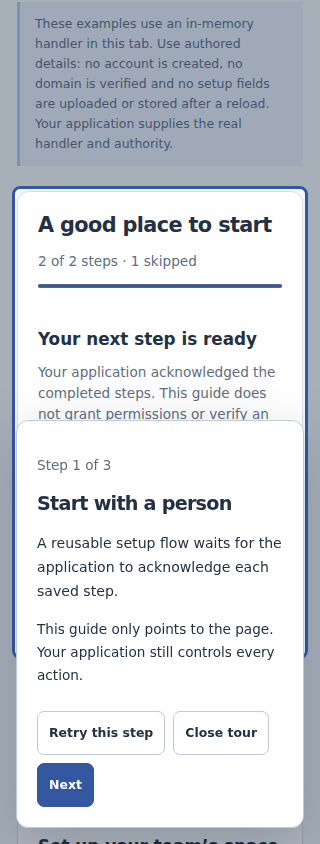 These examples use an in-memory
handler in this tab. Use authored
details: no account is created, no
domain is verified and no setup fields
are uploaded or stored after a reload.
Your application supplies the real
handler and authority.
A good place to start
2 of 2 steps · 1 skipped
Your next step is ready
Your application acknowledged the
completed steps. This guide does
not grant permissions or verify an
Step 1 of 3
Start with a person
A reusable setup flow waits for the
application to acknowledge each
saved step.
This guide only points to the page.
Your application still controls every
action.
Retry this step
Close tour
Next
Set up your team's space